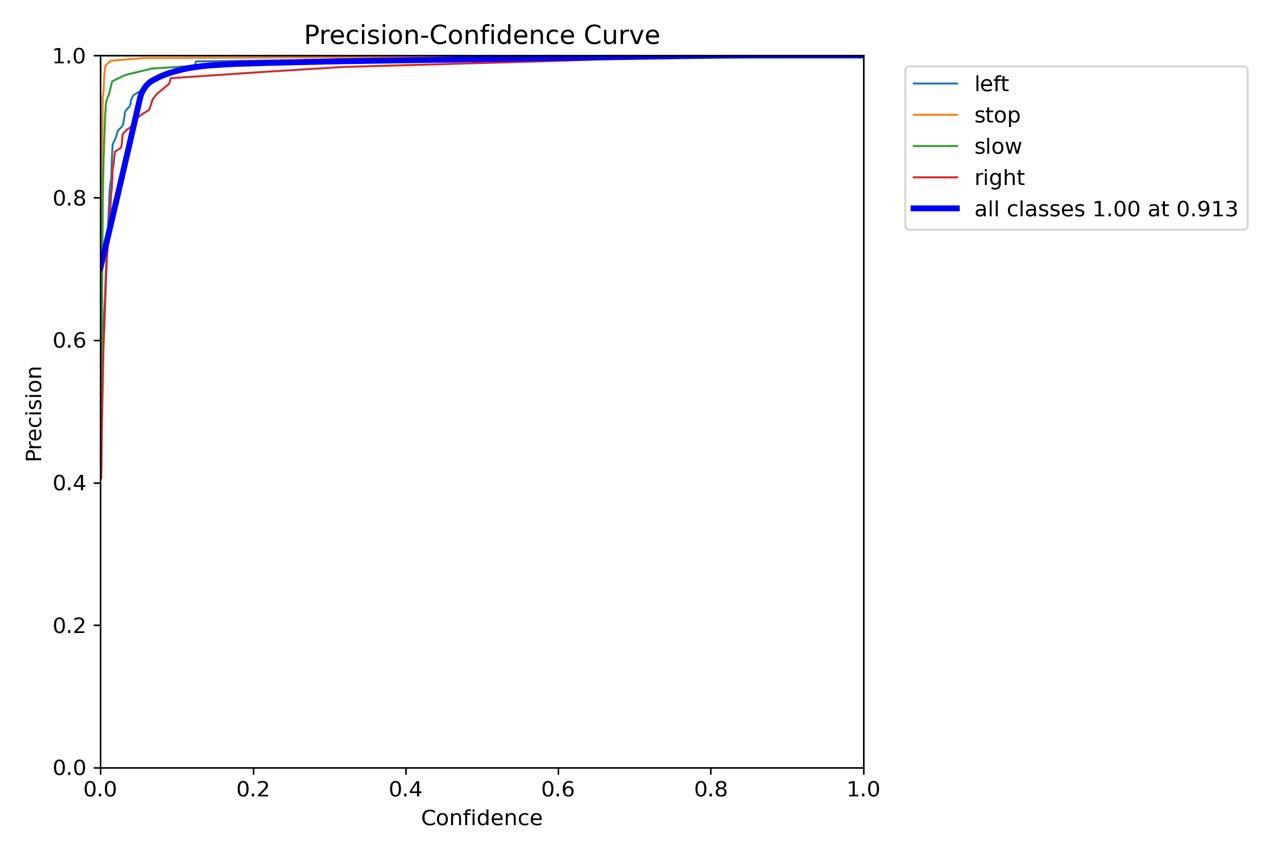 Precision-Confidence Curve
1.0
0.8
0.6
0.4
0.2
0.0
Precision
0.0 0.2 0.4 0.6 0.8 1.0
Confidence
left
stop
slow
right
all classes 1.00 at 0.913